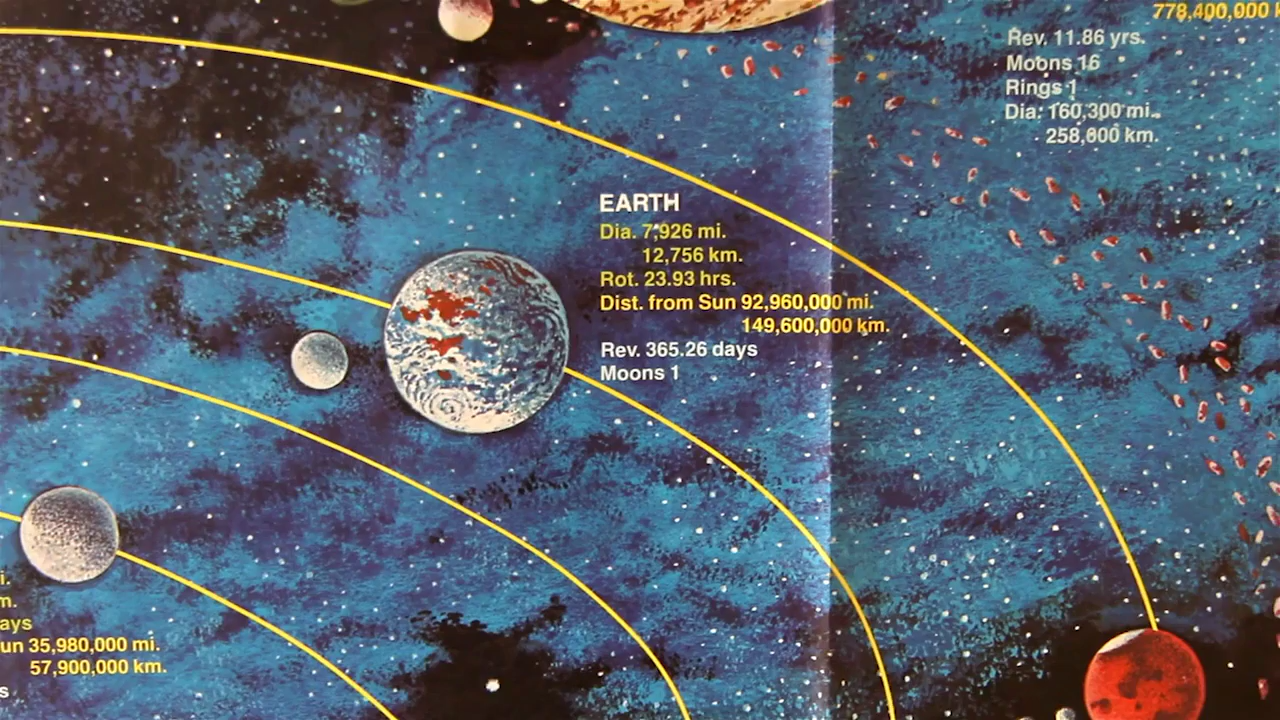 778,400,000
Rev. 11.86 yrs.
Moons 16
Rings 1
Dia. 160,300 mi.
258,000 km.
EARTH
Dia. 7,926 mi.
12,756 km.
Rot. 23.93 hrs.
Dist. from Sun 92,960,000 mi.
149,600,000 km.
Rev. 365.26 days
Moons 1
35,980,000 mi.
57,900,000 km.